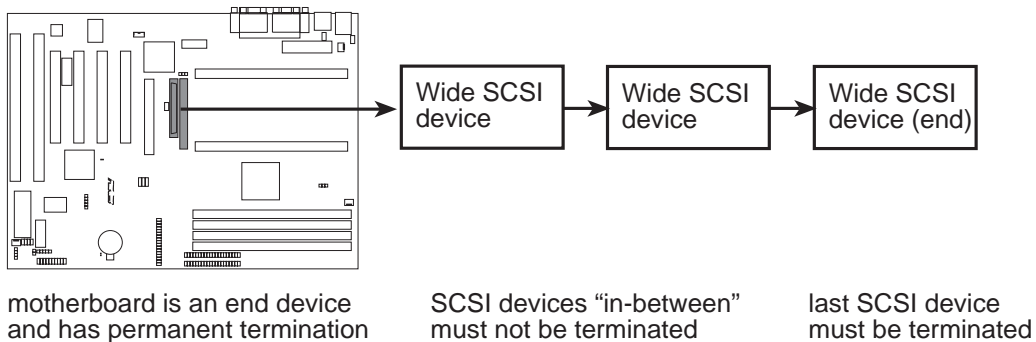 Wide SCSI
device
Wide SCSI
device
Wide SCSI
device (end)
motherboard is an end device
and has permanent termination
SCSI devices “in-between”
must not be terminated
last SCSI device
must be terminated